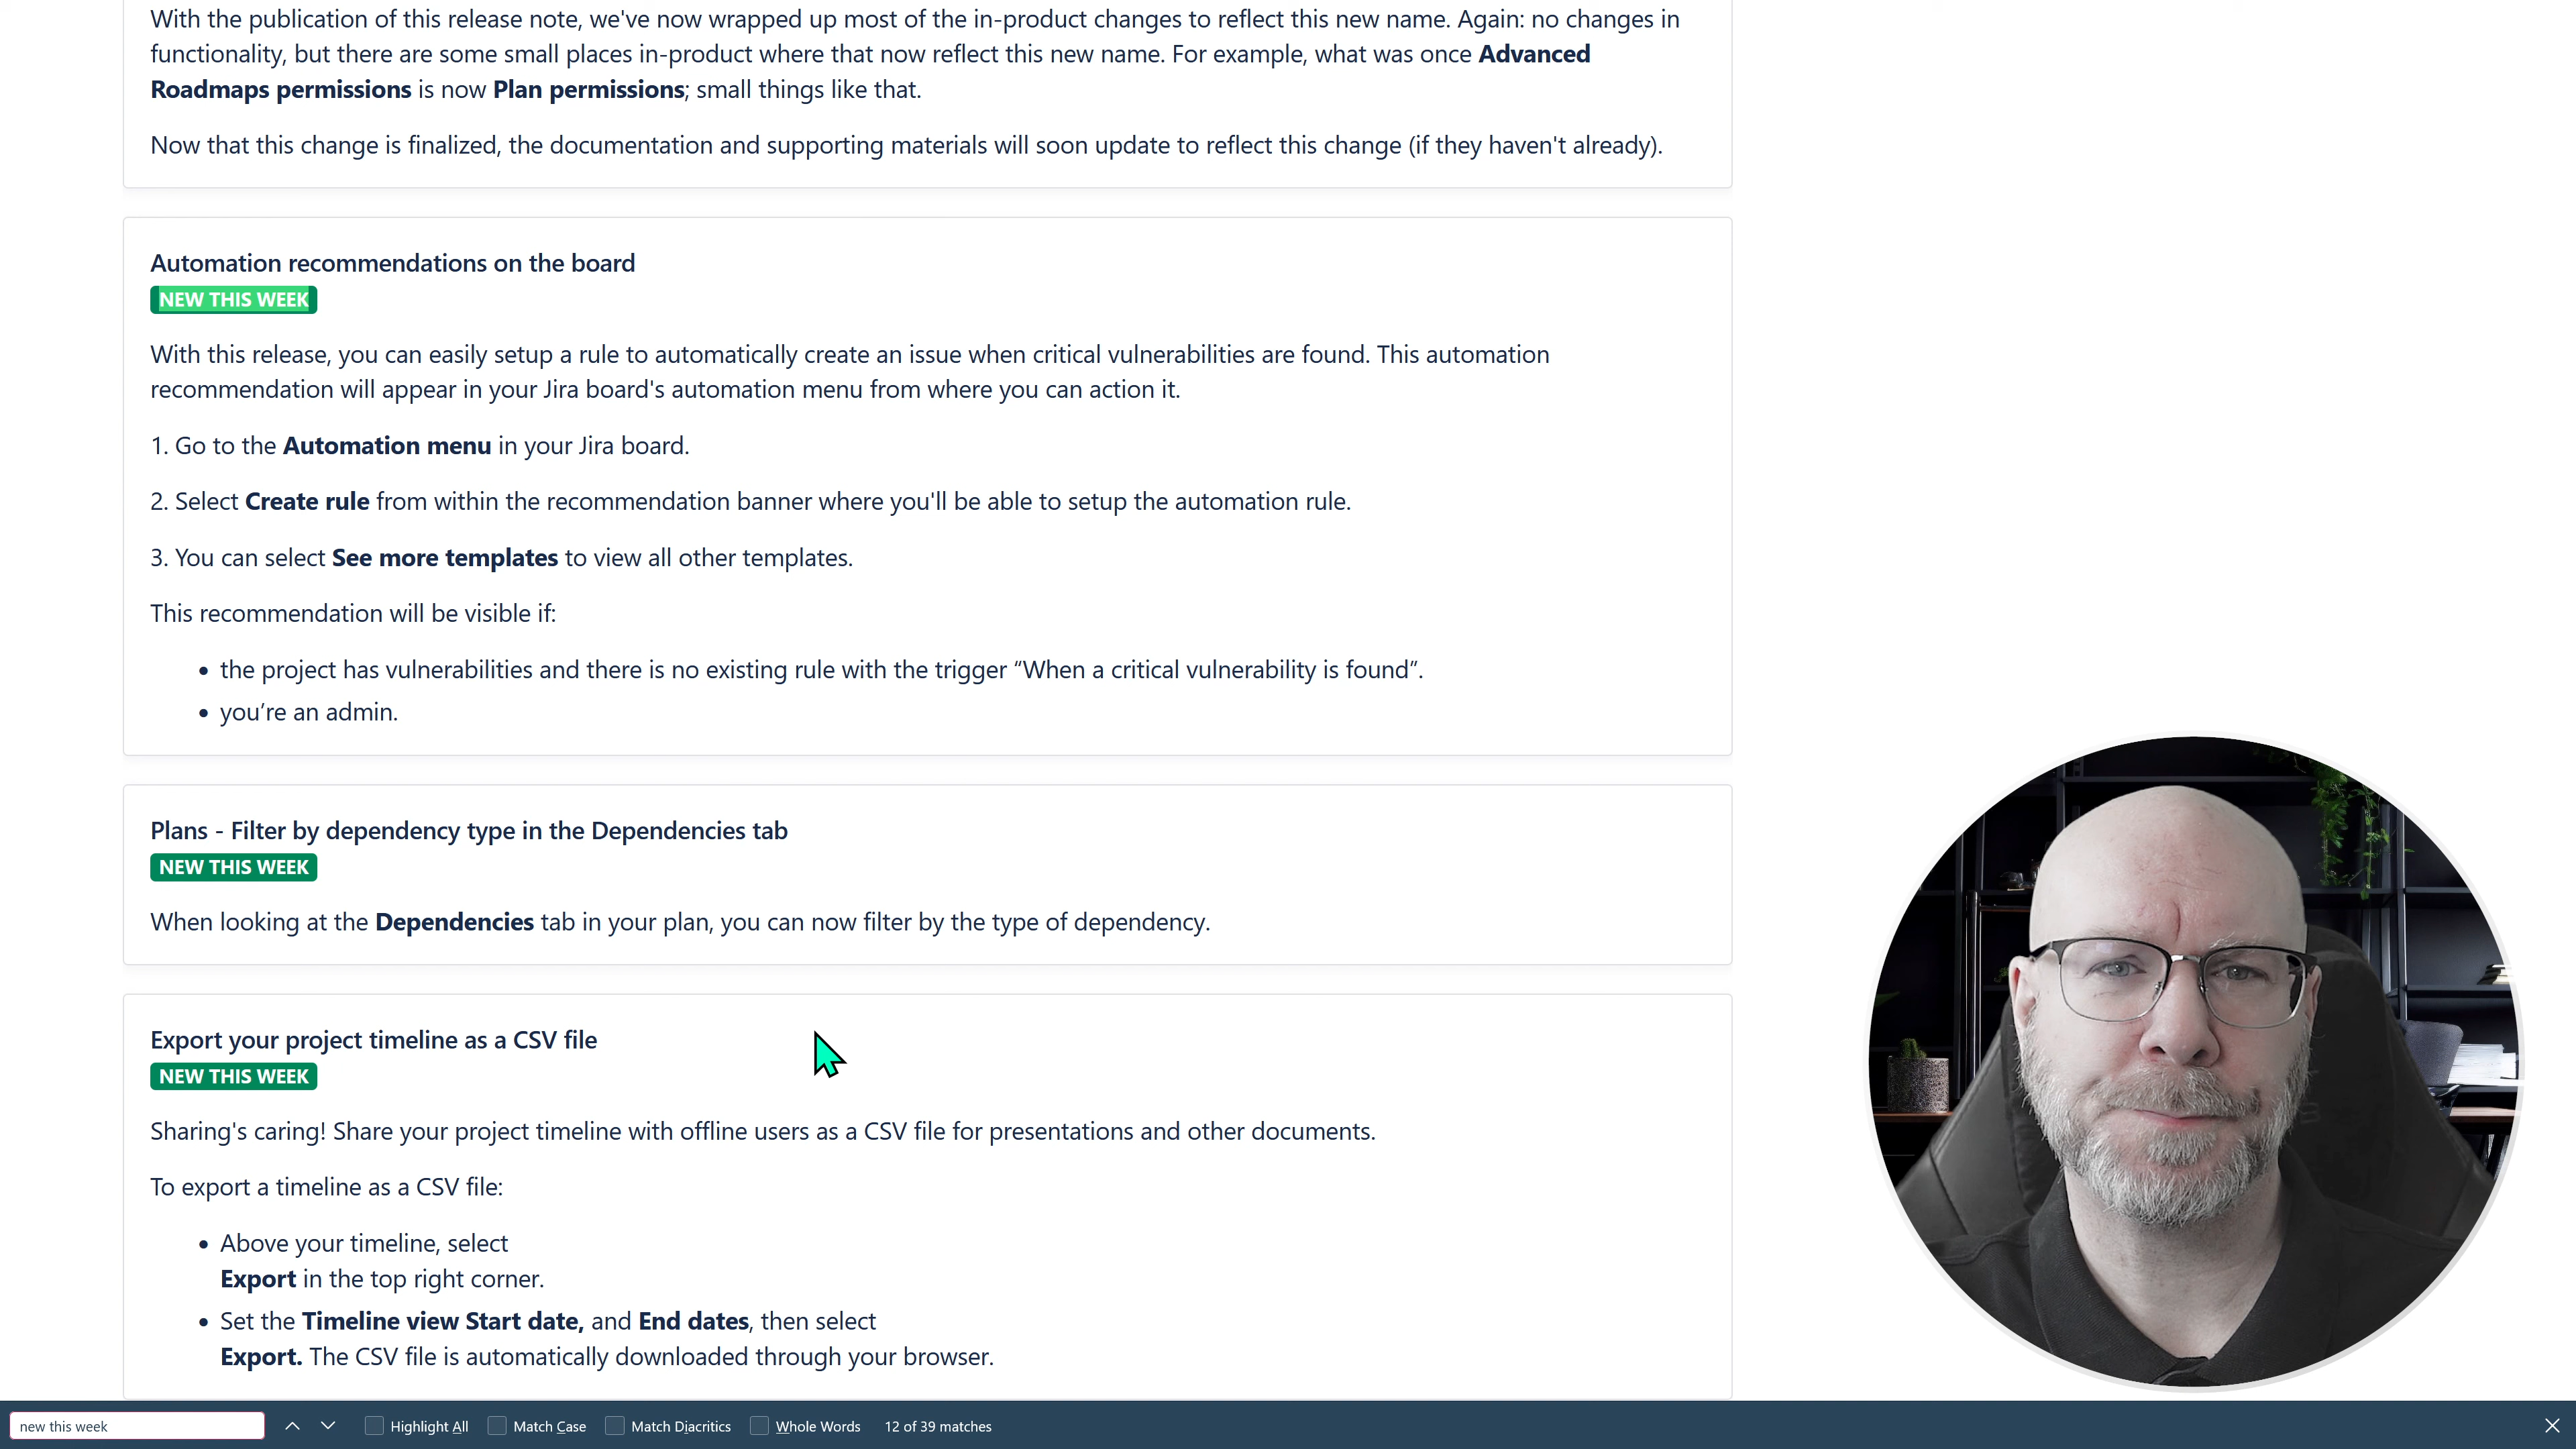 With the publication of this release note, we've now wrapped up most of the in-product changes to reflect this new name. Again: no changes in
functionality, but there are some small places in-product where that now reflect this new name. For example, what was once Advanced
Roadmaps permissions is now Plan permissions; small things like that.
Now that this change is finalized, the documentation and supporting materials will soon update to reflect this change (if they haven't already).
Automation recommendations on the board
NEW THIS WEEK
With this release, you can easily setup a rule to automatically create an issue when critical vulnerabilities are found. This automation
recommendation will appear in your Jira board's automation menu from where you can action it.
1. Go to the Automation menu in your Jira board.
2. Select Create rule from within the recommendation banner where you'll be able to setup the automation rule.
3. You can select See more templates to view all other templates.
This recommendation will be visible if:
• the project has vulnerabilities and there is no existing rule with the trigger “When a critical vulnerability is found”.
• you’re an admin.
Plans - Filter by dependency type in the Dependencies tab
NEW THIS WEEK
When looking at the Dependencies tab in your plan, you can now filter by the type of dependency.
Export your project timeline as a CSV file
NEW THIS WEEK
Sharing's caring! Share your project timeline with offline users as a CSV file for presentations and other documents.
To export a timeline as a CSV file:
• Above your timeline, select
Export in the top right corner.
• Set the Timeline view Start date, and End dates, then select
Export. The CSV file is automatically downloaded through your browser.
new this week Highlight All Match Case Match Diacritics Whole Words 12 of 39 matches